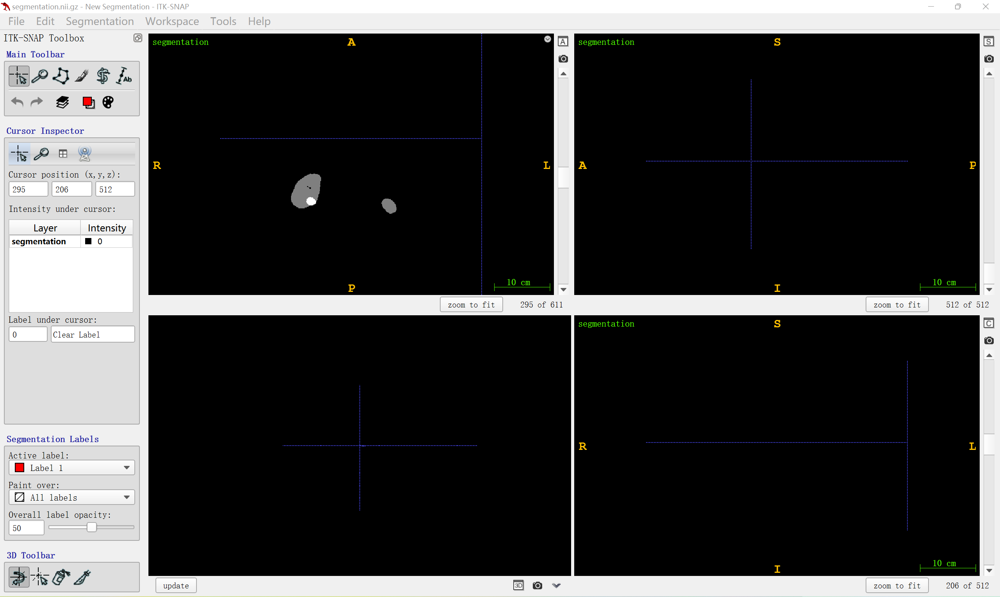 segmentation.nii.gz - New Segmentation - ITK-SNAP
File Edit Segmentation Workspace Tools Help
ITK-SNAP Toolbox
Main Toolbar
Ab
Cursor Inspector
Cursor position (x,y,z):
295 206 512
Intensity under cursor:
Layer Intensity
segmentation 0
Label under cursor:
0 Clear Label
Segmentation Labels
Active label:
Label 1
Paint over:
All labels
Overall label opacity:
50
3D Toolbar
segmentation
A
A
R
L
P
10 cm
zoom to fit 295 of 611
segmentation
S
S
A
P
I
10 cm
zoom to fit 512 of 512
update
3D
segmentation
S
C
R
L
I
10 cm
zoom to fit 206 of 512